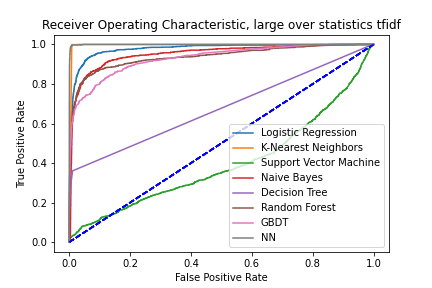 Receiver Operating Characteristic, large over statistics tfidf
True Positive Rate
1.0
0.8
0.6
0.4
0.2
0.0
Logistic Regression
K-Nearest Neighbors
Support Vector Machine
Naive Bayes
Decision Tree
Random Forest
GBDT
NN
0.0 0.2 0.4 0.6 0.8 1.0
False Positive Rate